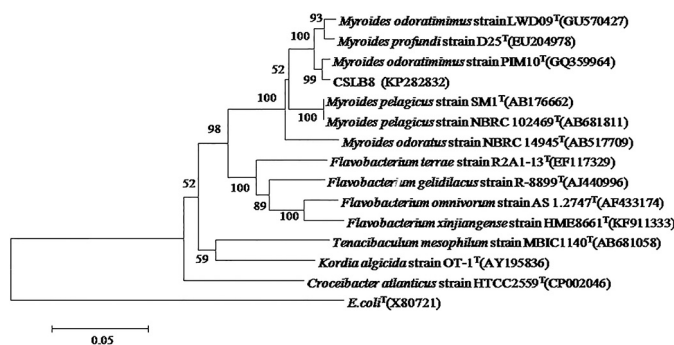 93 Myroides odoratimimus strain LWD09ᵀ(GU570427)
100 Myroides profundi strain D25ᵀ(EU204978)
52 Myroides odoratimimus strain PIM10ᵀ(GQ359964)
99 CSLB8 (KP282832)
100 Myroides pelagicus strain SM1ᵀ(AB176662)
100 Myroides pelagicus strain NBRC 102469ᵀ(AB681811)
98 Myroides odoratus strain NBRC 14945ᵀ(AB517709)
Flavobacterium terrae strain R2A1-13ᵀ(EF117329)
100 Flavobacterium gelidilacus strain R-8899ᵀ(AJ440996)
89 Flavobacterium omnivorum strain AS 1.2747ᵀ(AF433174)
52 100 Flavobacterium xinjiangense strain HME8661ᵀ(KF911333)
Tenacibaculum mesophilum strain MBIC1140ᵀ(AB681058)
59 Kordia algicida strain OT-1ᵀ(AY195836)
Croceibacter atlanticus strain HTCC2559ᵀ(CP002046)
E.coliᵀ(X80721)
0.05